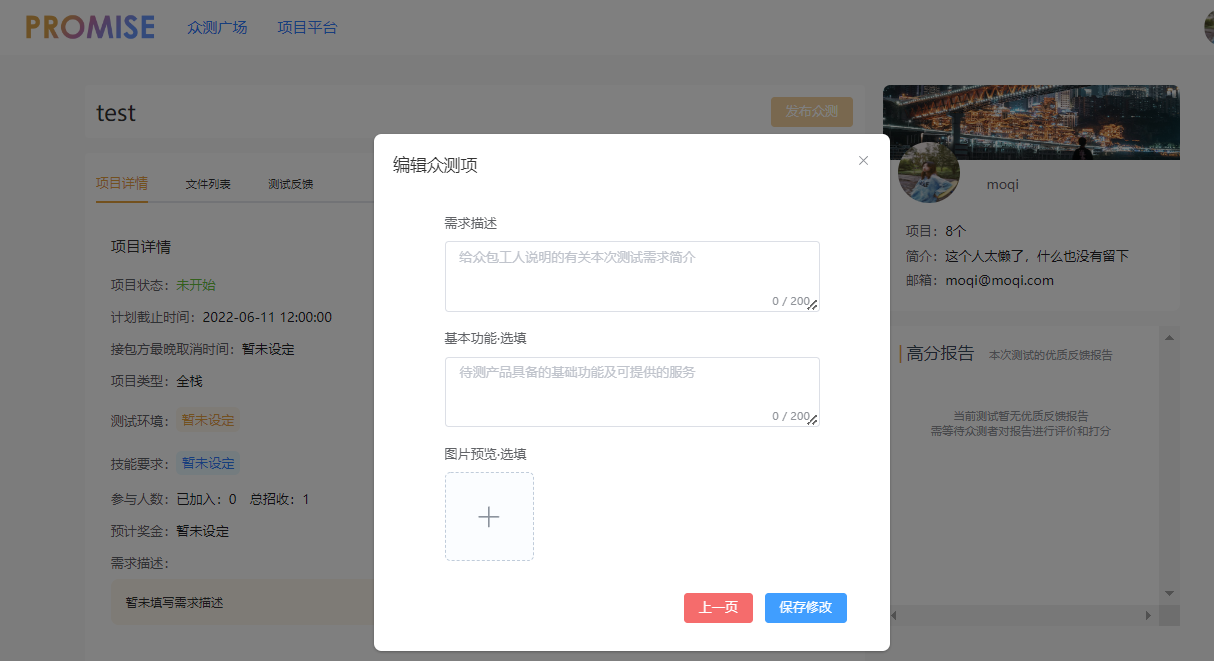 PROMISE 众测广场 项目平台
test 发布众测
编辑众测项
项目详情 文件列表 测试反馈
moqi
需求描述
给众包工人说明的有关本次测试需求简介
0 / 200
项目详情
项目:8个
简介:这个人太懒了,什么也没有留下
邮箱:moqi@moqi.com
项目状态:未开始
计划截止时间:2022-06-11 12:00:00
接包方最晚取消时间:暂未设定
项目类型:全栈
测试环境:暂未设定
技能要求:暂未设定
参与人数:已加入:0 总招收:1
预计奖金:暂未设定
需求描述:
暂未填写需求描述
基本功能·选填
待测产品具备的基础功能及可提供的服务
0 / 200
图片预览·选填
上一页 保存修改
高分报告 本次测试的优质反馈报告
当前测试暂无优质反馈报告
需等待众测者对报告进行评价和打分